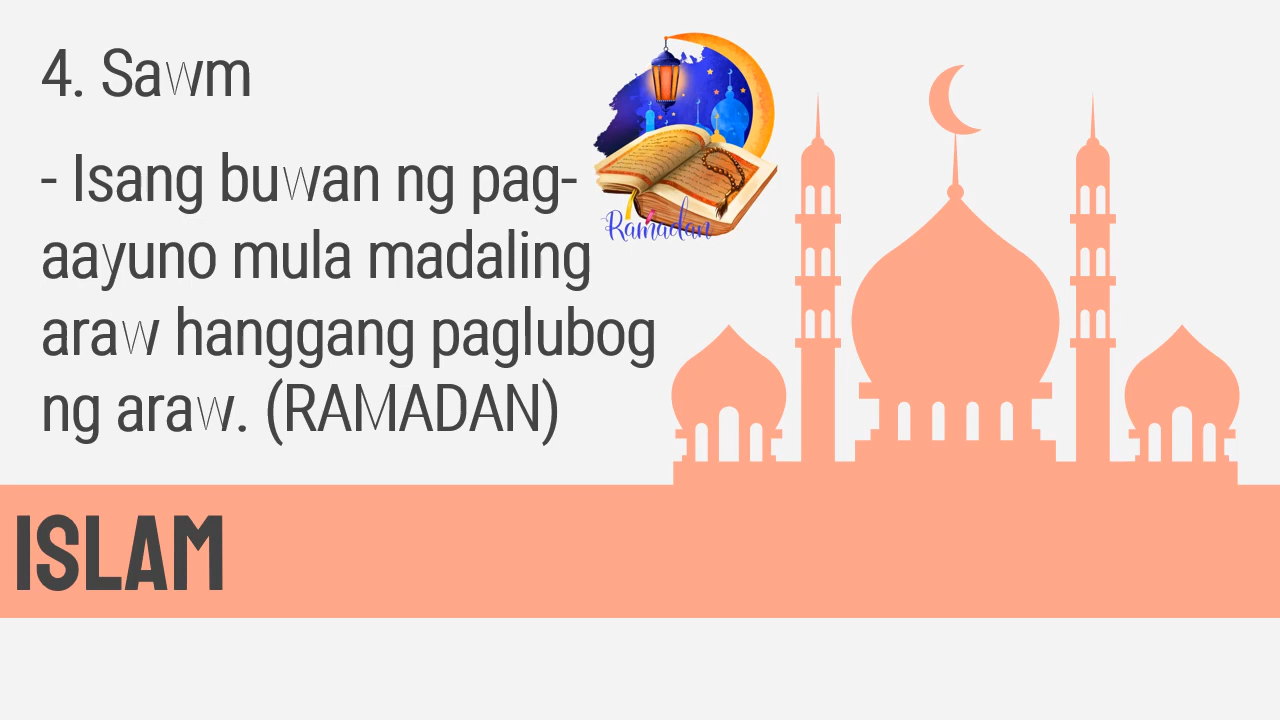 4. Sawm
- Isang buwan ng pag-
aayuno mula madaling
araw hanggang paglubog
ng araw. (RAMADAN)
Ramadan
ISLAM